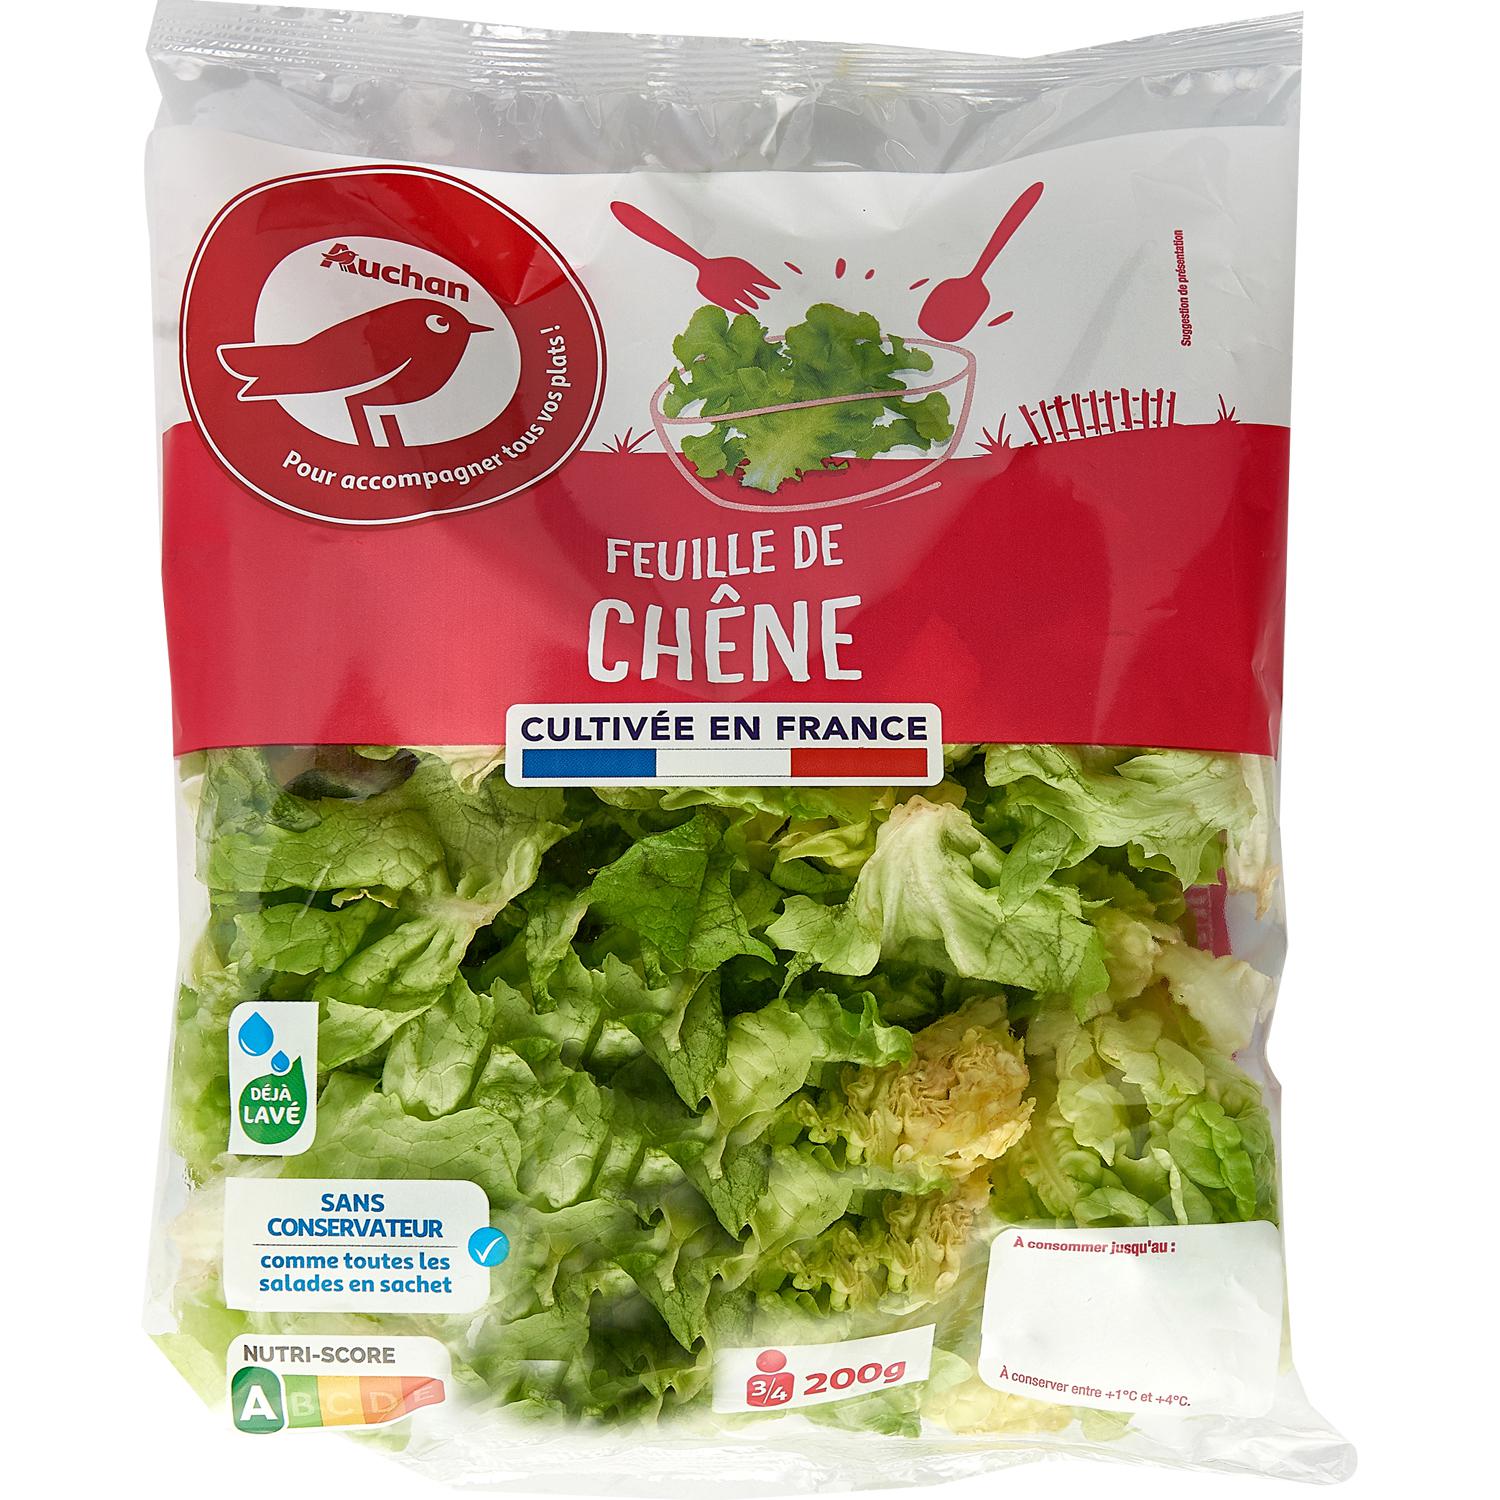 Auchan
Pour accompagner tous vos plats !
Suggestion de présentation
FEUILLE DE
CHÊNE
CULTIVÉE EN FRANCE
DÉJÀ
LAVÉ
SANS
CONSERVATEUR
comme toutes les
salades en sachet
NUTRI-SCORE
A B C D E
3/4 200g
À consommer jusqu'au :
À conserver entre +1°C et +4°C.